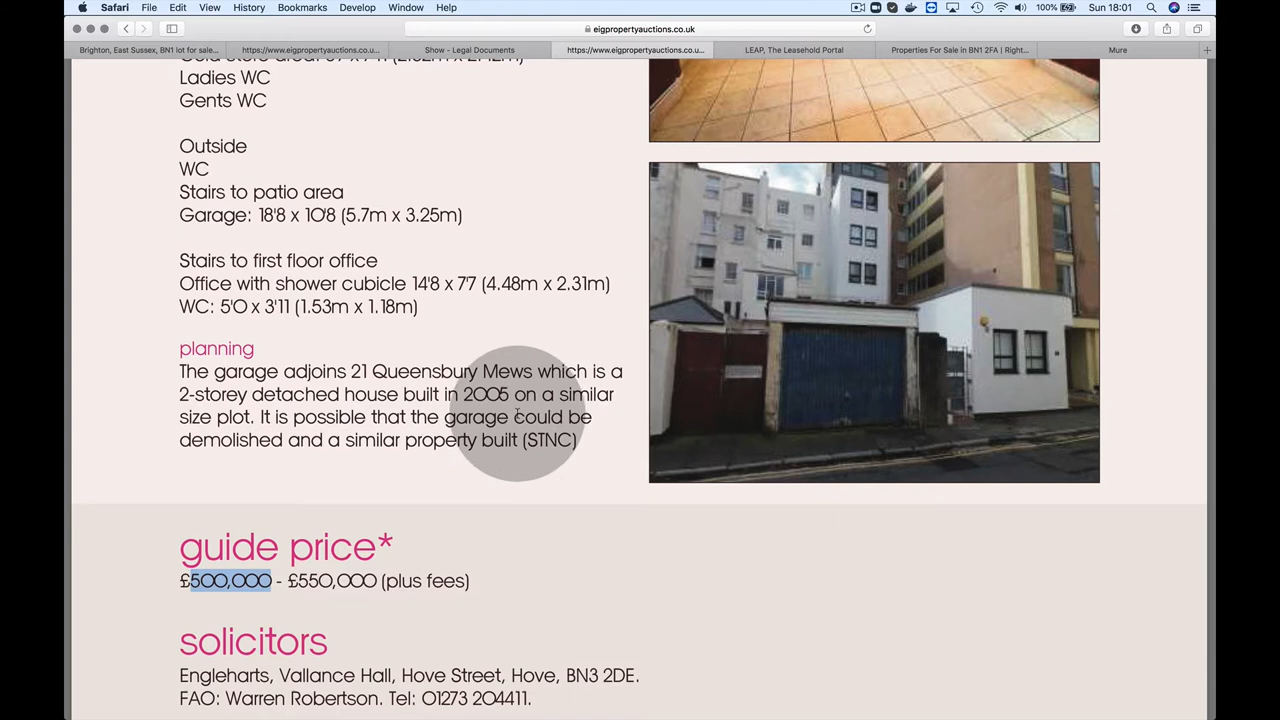 Safari File Edit View History Bookmarks Develop Window Help 100% Sun 18:01
eigpropertyauctions.co.uk
Brighton, East Sussex, BN1 lot for sale... https://www.eigpropertyauctions.co.u... Show - Legal Documents https://www.eigpropertyauctions.co.u... LEAP, The Leasehold Portal Properties For Sale in BN1 2FA | Right... More
Ladies WC
Gents WC
Outside
WC
Stairs to patio area
Garage: 18'8 x 10'8 (5.7m x 3.25m)
Stairs to first floor office
Office with shower cubicle 14'8 x 7'7 (4.48m x 2.31m)
WC: 5'0 x 3'11 (1.53m x 1.18m)
planning
The garage adjoins 21 Queensbury Mews which is a
2-storey detached house built in 2005 on a similar
size plot. It is possible that the garage could be
demolished and a similar property built (STNC)
guide price*
£500,000 - £550,000 (plus fees)
solicitors
Engleharts, Vallance Hall, Hove Street, Hove, BN3 2DE.
FAO: Warren Robertson. Tel: 01273 204411.